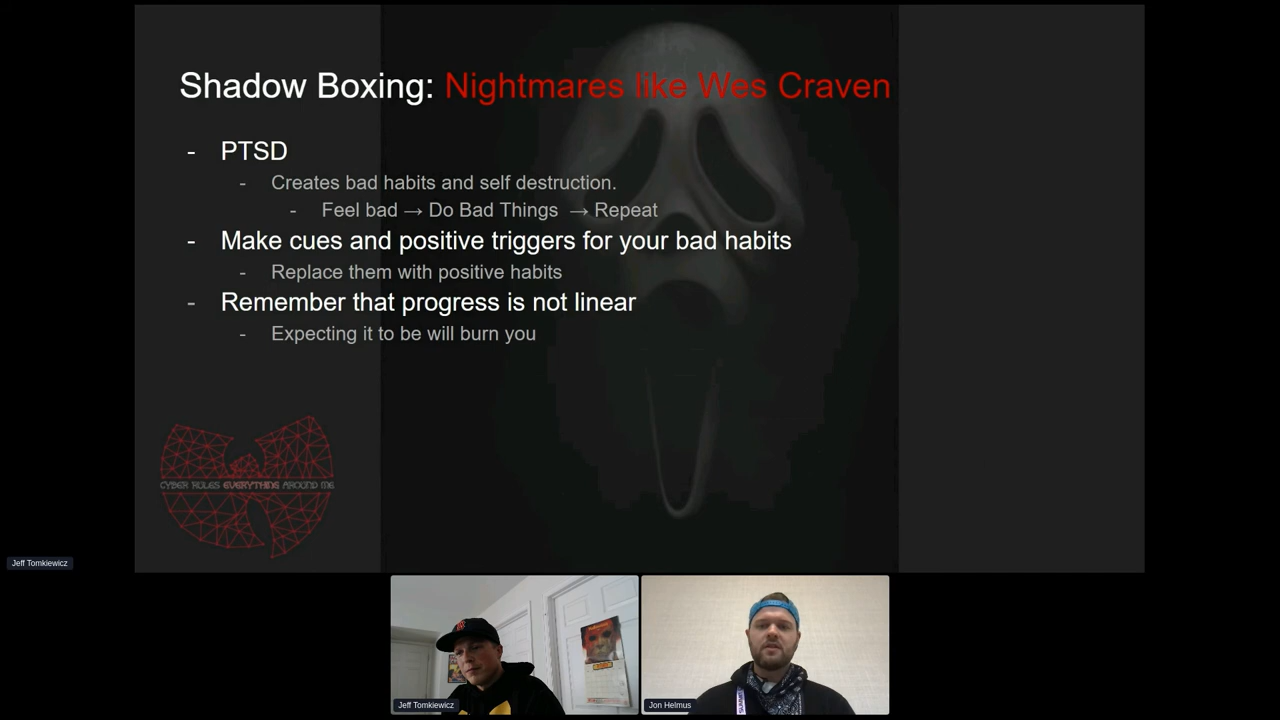 Shadow Boxing: Nightmares like Wes Craven
- PTSD
- Creates bad habits and self destruction.
- Feel bad → Do Bad Things → Repeat
- Make cues and positive triggers for your bad habits
- Replace them with positive habits
- Remember that progress is not linear
- Expecting it to be will burn you
CYBER RULES EVERYTHING AROUND ME
Jeff Tomkiewicz
Jeff Tomkiewicz
Jon Helmus